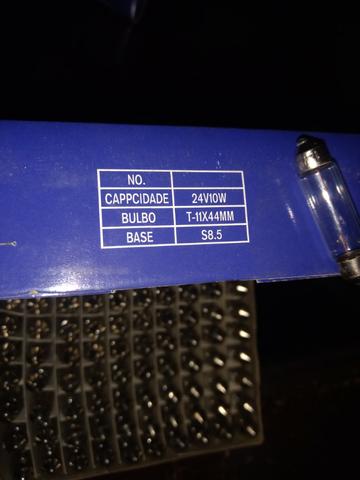 NO.
CAPPCIDADE 24V10W
BULBO T-11X44MM
BASE S8.5